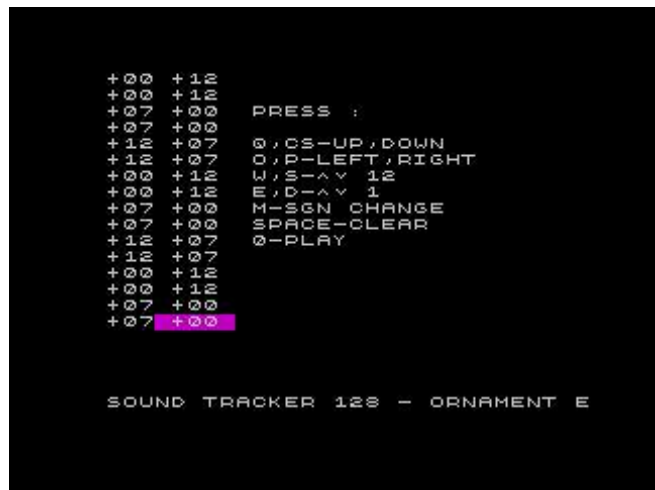 +00 +12
+00 +12
+07 +00 PRESS :
+07 +00
+12 +07 Q,CS-UP,DOWN
+12 +07 O,P-LEFT,RIGHT
+00 +12 W,S-^v 12
+00 +12 E,D-^v 1
+07 +00 M-SGN CHANGE
+07 +00 SPACE-CLEAR
+12 +07 0-PLAY
+12 +07
+00 +12
+00 +12
+07 +00
+07 +00
SOUND TRACKER 128 - ORNAMENT E